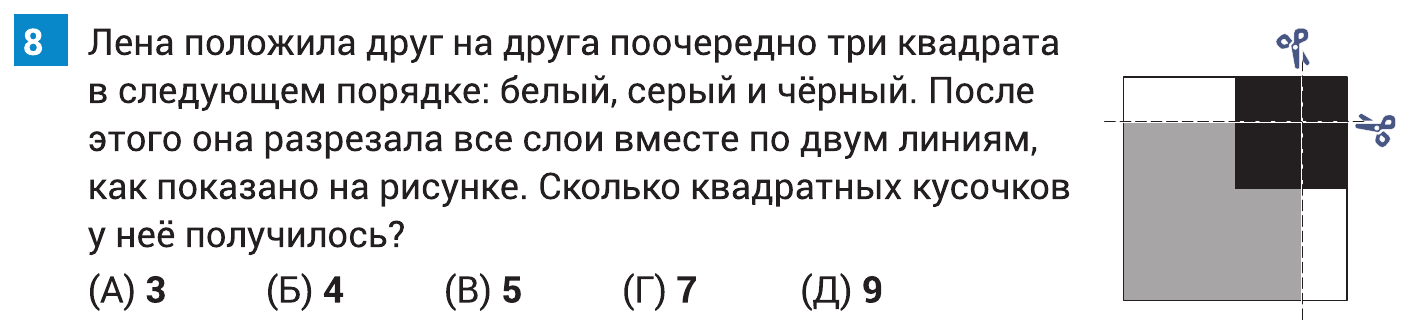 8 Лена положила друг на друга поочередно три квадрата
в следующем порядке: белый, серый и чёрный. После
этого она разрезала все слои вместе по двум линиям,
как показано на рисунке. Сколько квадратных кусочков
у неё получилось?
(А) 3 (Б) 4 (В) 5 (Г) 7 (Д) 9